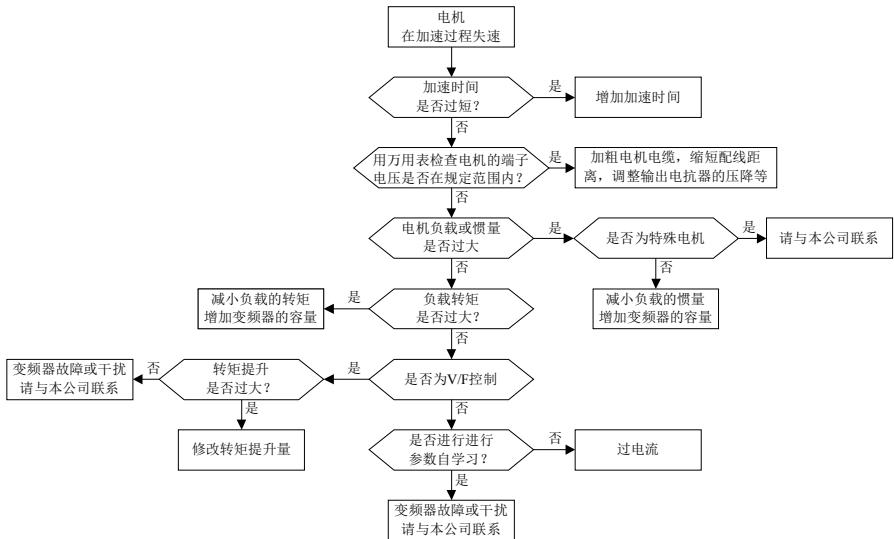 电机
在加速过程失速
加速时间
是否过短?
是
增加加速时间
否
用万用表检查电机的端子
电压是否在规定范围内?
是
加粗电机电缆，缩短配线距
离，调整输出电抗器的压降等
否
电机负载或惯量
是否过大
是
是否为特殊电机
是
请与本公司联系
否
否
减小负载的转矩
增加变频器的容量
是
负载转矩
是否过大?
减小负载的惯量
增加变频器的容量
否
变频器故障或干扰
请与本公司联系
否
转矩提升
是否过大?
是
是否为V/F控制
是
否
修改转矩提升量
是否进行进行
参数自学习?
否
过电流
是
变频器故障或干扰
请与本公司联系